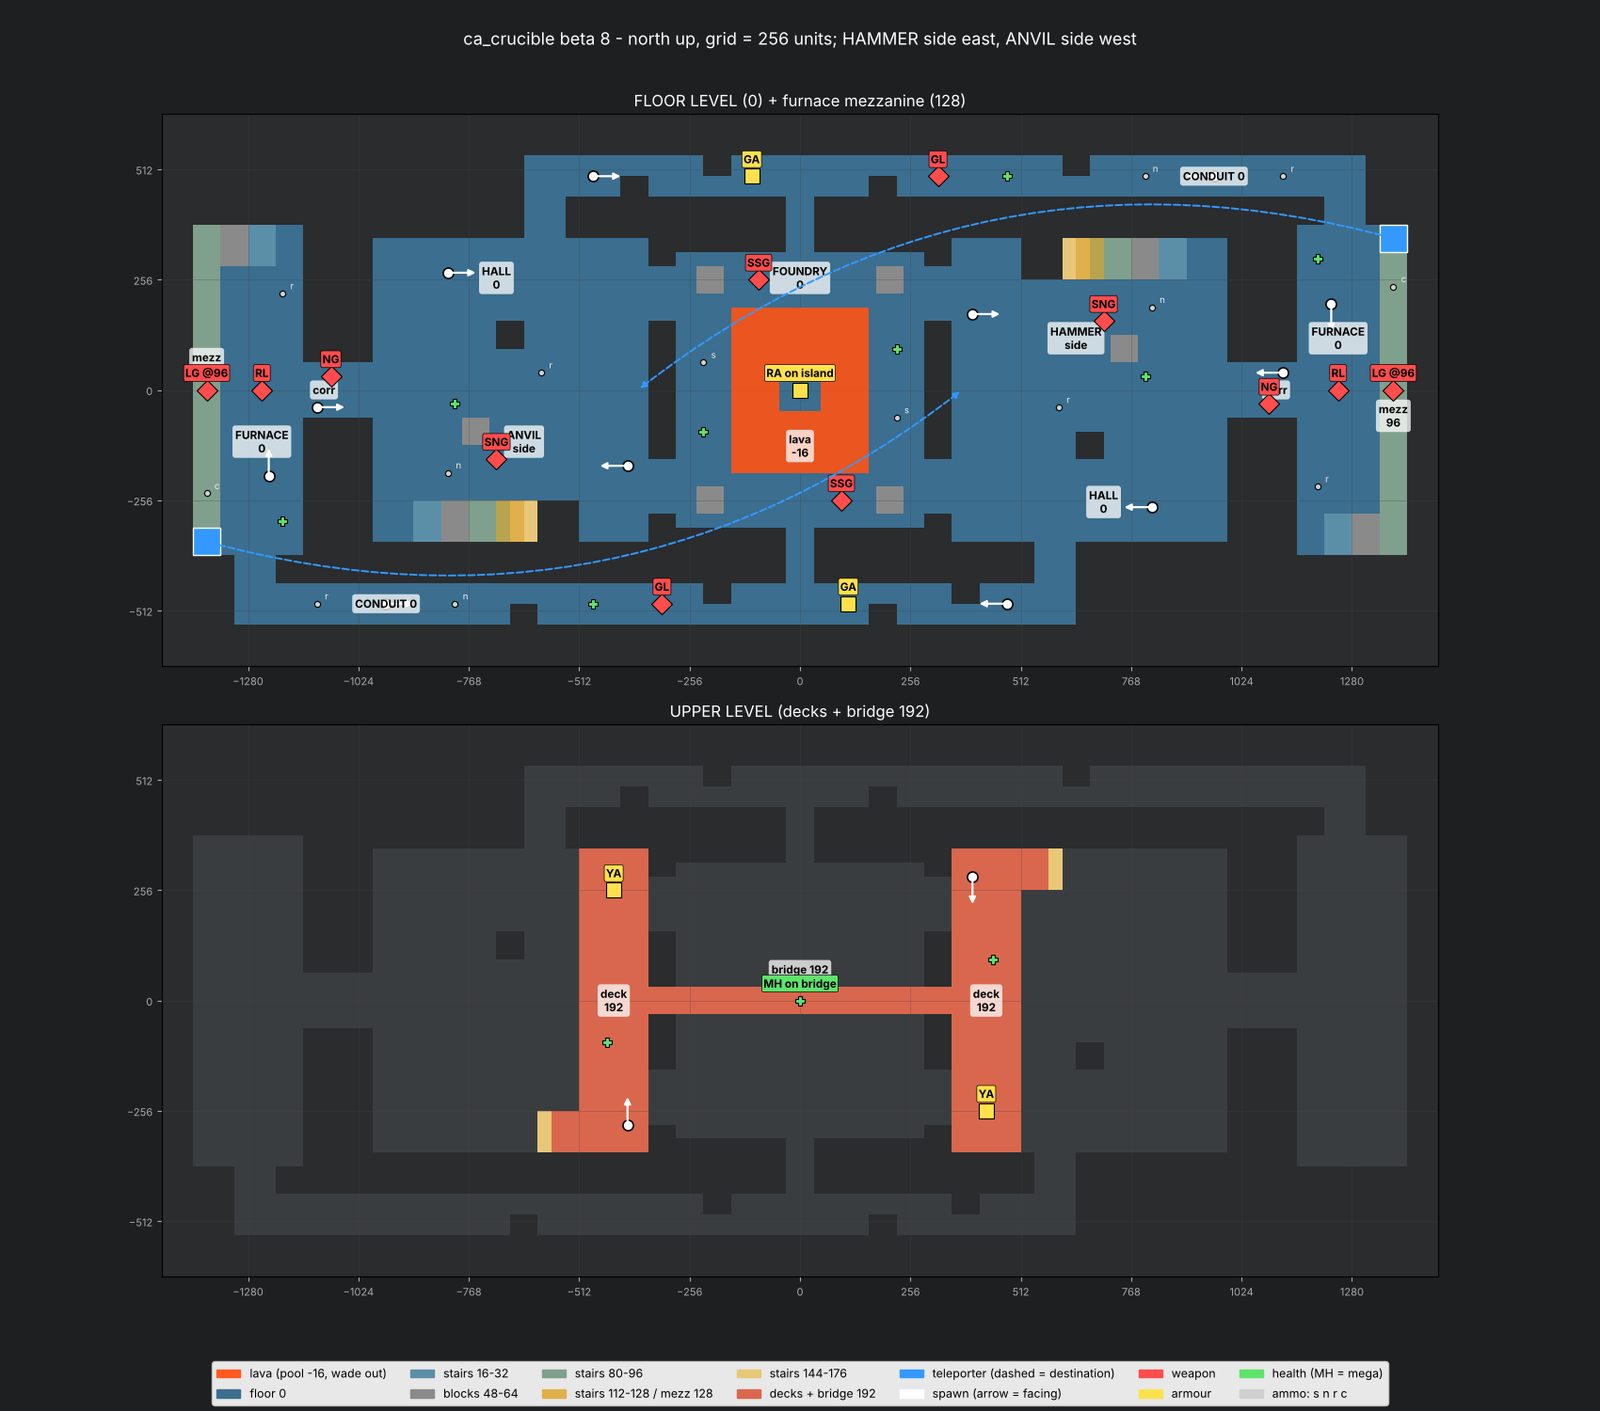 ca_crucible beta 8 - north up, grid = 256 units; HAMMER side east, ANVIL side west
FLOOR LEVEL (0) + furnace mezzanine (128)
512
256
0
−256
−512
GA
GL
n
CONDUIT 0
r
HALL
0
SSG
FOUNDRY
0
r
c
SNG
n
HAMMER
side
FURNACE
0
mezz
LG @96
RL
NG
corr
r
s
RA on island
s
r
NG
rr
RL
LG @96
mezz
96
FURNACE
0
SNG
ANVIL
side
n
lava
-16
c
SSG
HALL
0
r
r
CONDUIT 0
n
GL
GA
−1280
−1024
−768
−512
−256
0
256
512
768
1024
1280
UPPER LEVEL (decks + bridge 192)
512
256
0
−256
−512
YA
bridge 192
MH on bridge
deck
192
deck
192
YA
−1280
−1024
−768
−512
−256
0
256
512
768
1024
1280
lava (pool -16, wade out)
floor 0
stairs 16-32
blocks 48-64
stairs 80-96
stairs 112-128 / mezz 128
stairs 144-176
decks + bridge 192
teleporter (dashed = destination)
spawn (arrow = facing)
weapon
armour
health (MH = mega)
ammo: s n r c